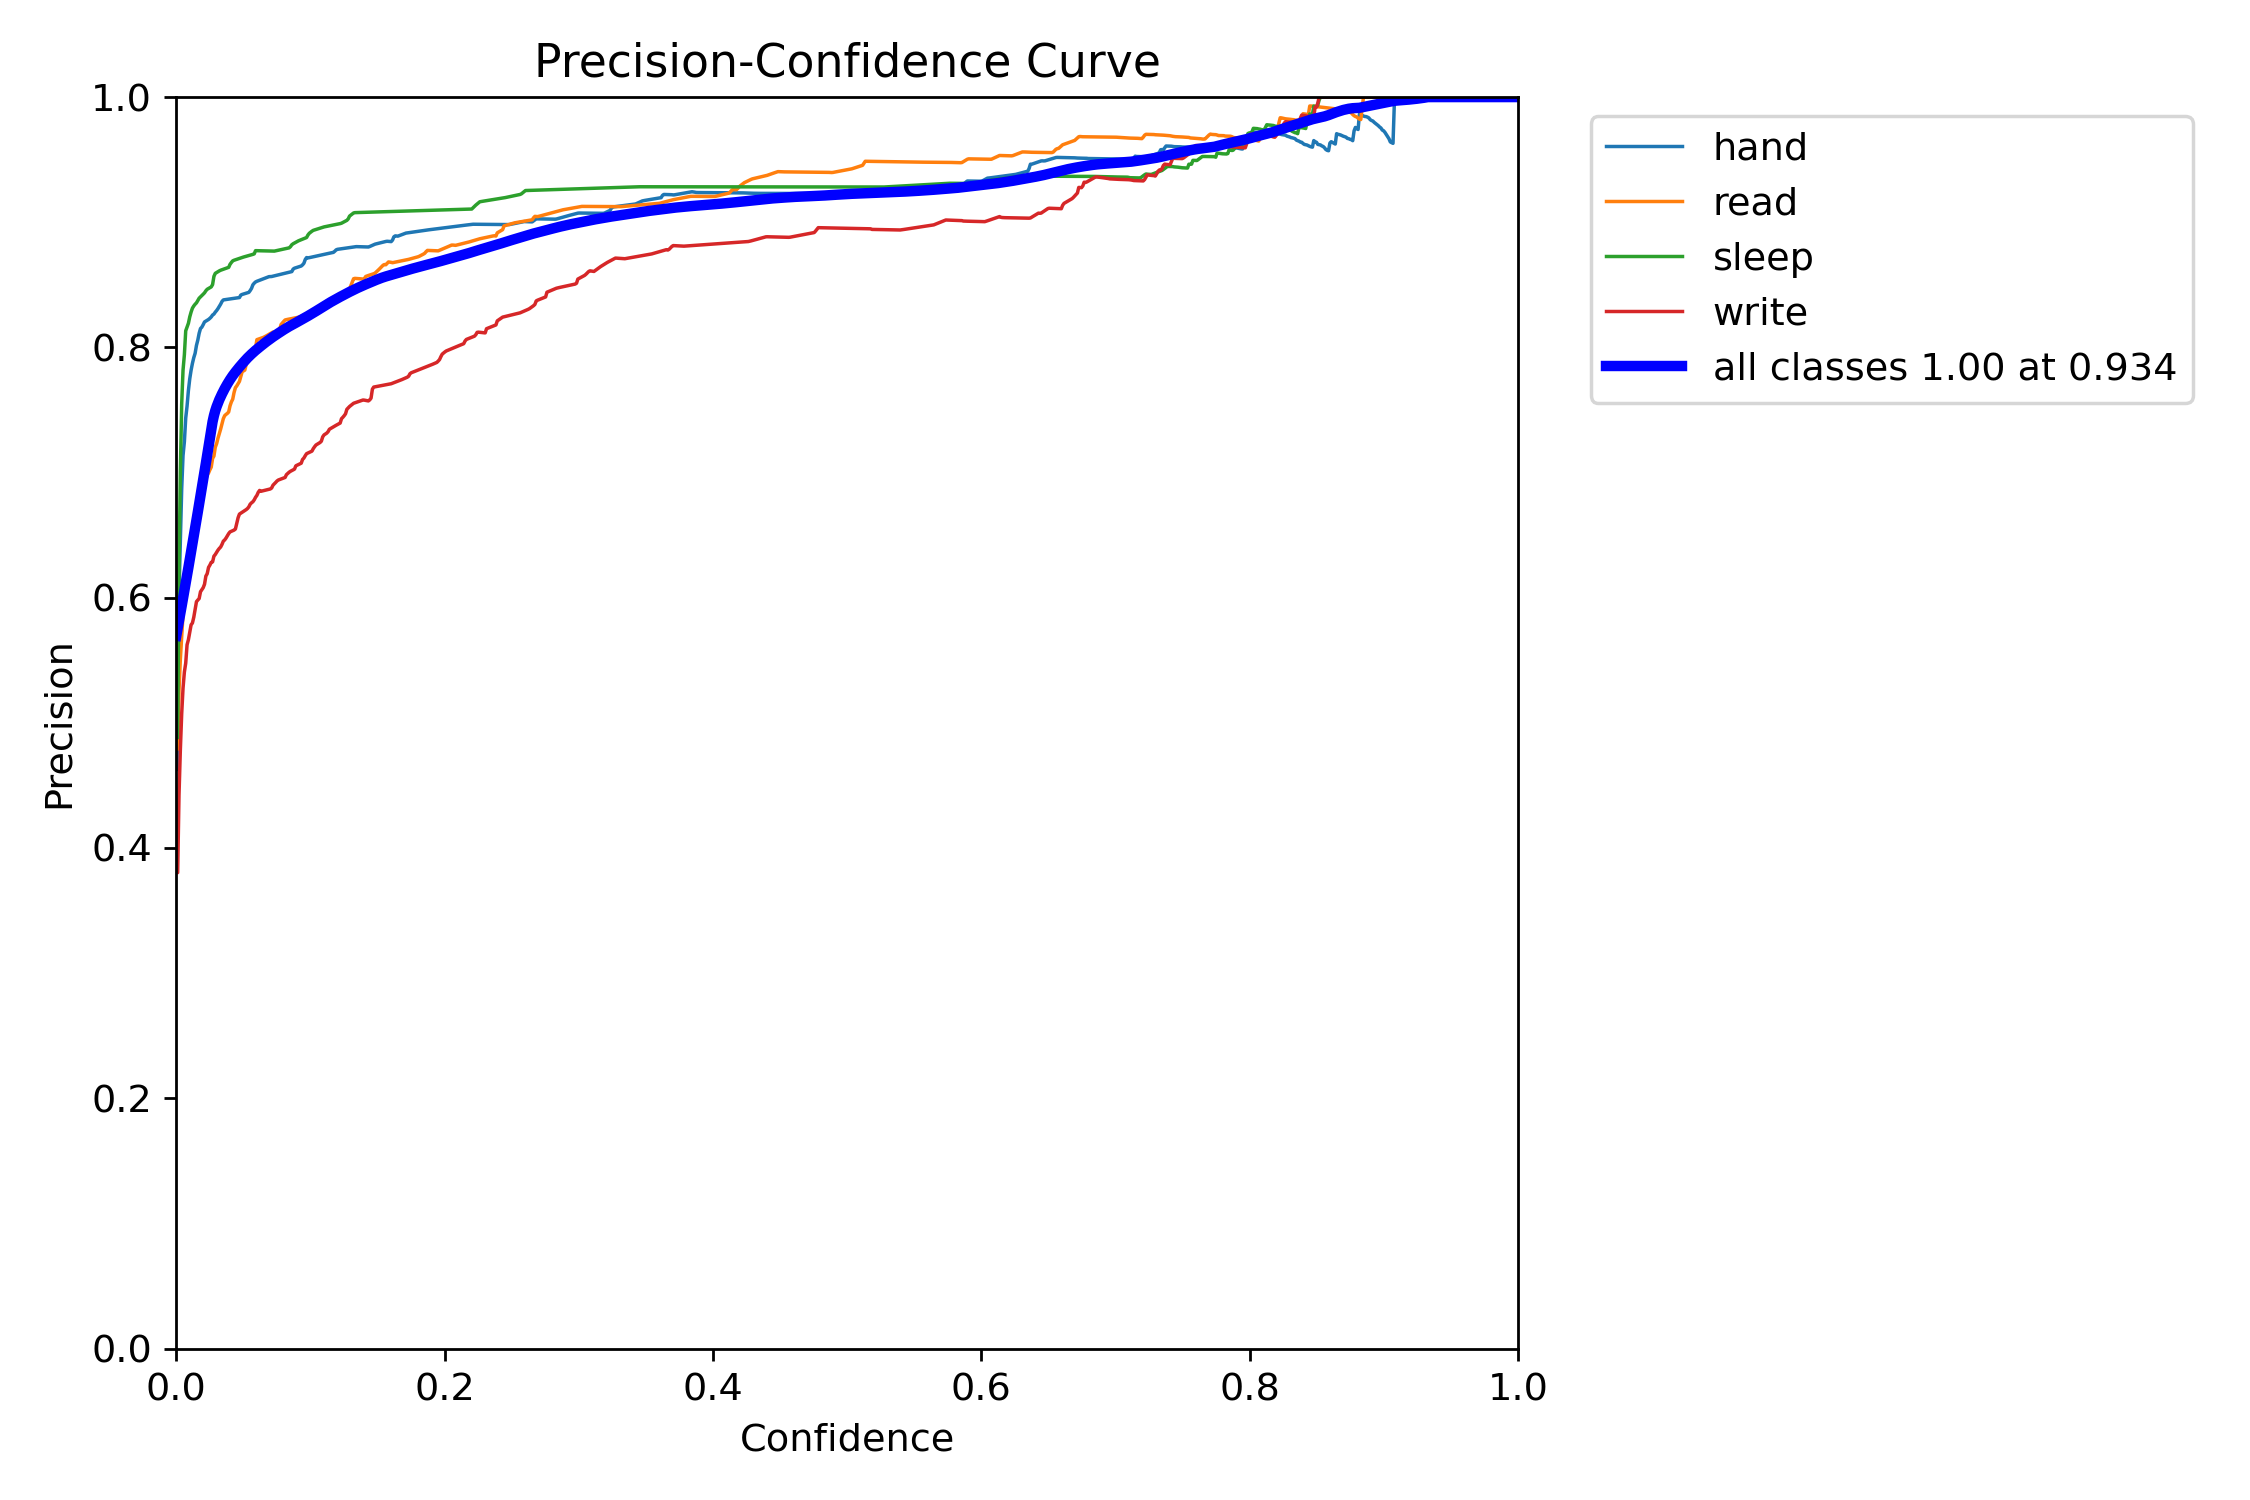 Precision-Confidence Curve
1.0
0.8
0.6
0.4
0.2
0.0
Precision
0.0 0.2 0.4 0.6 0.8 1.0
Confidence
hand
read
sleep
write
all classes 1.00 at 0.934